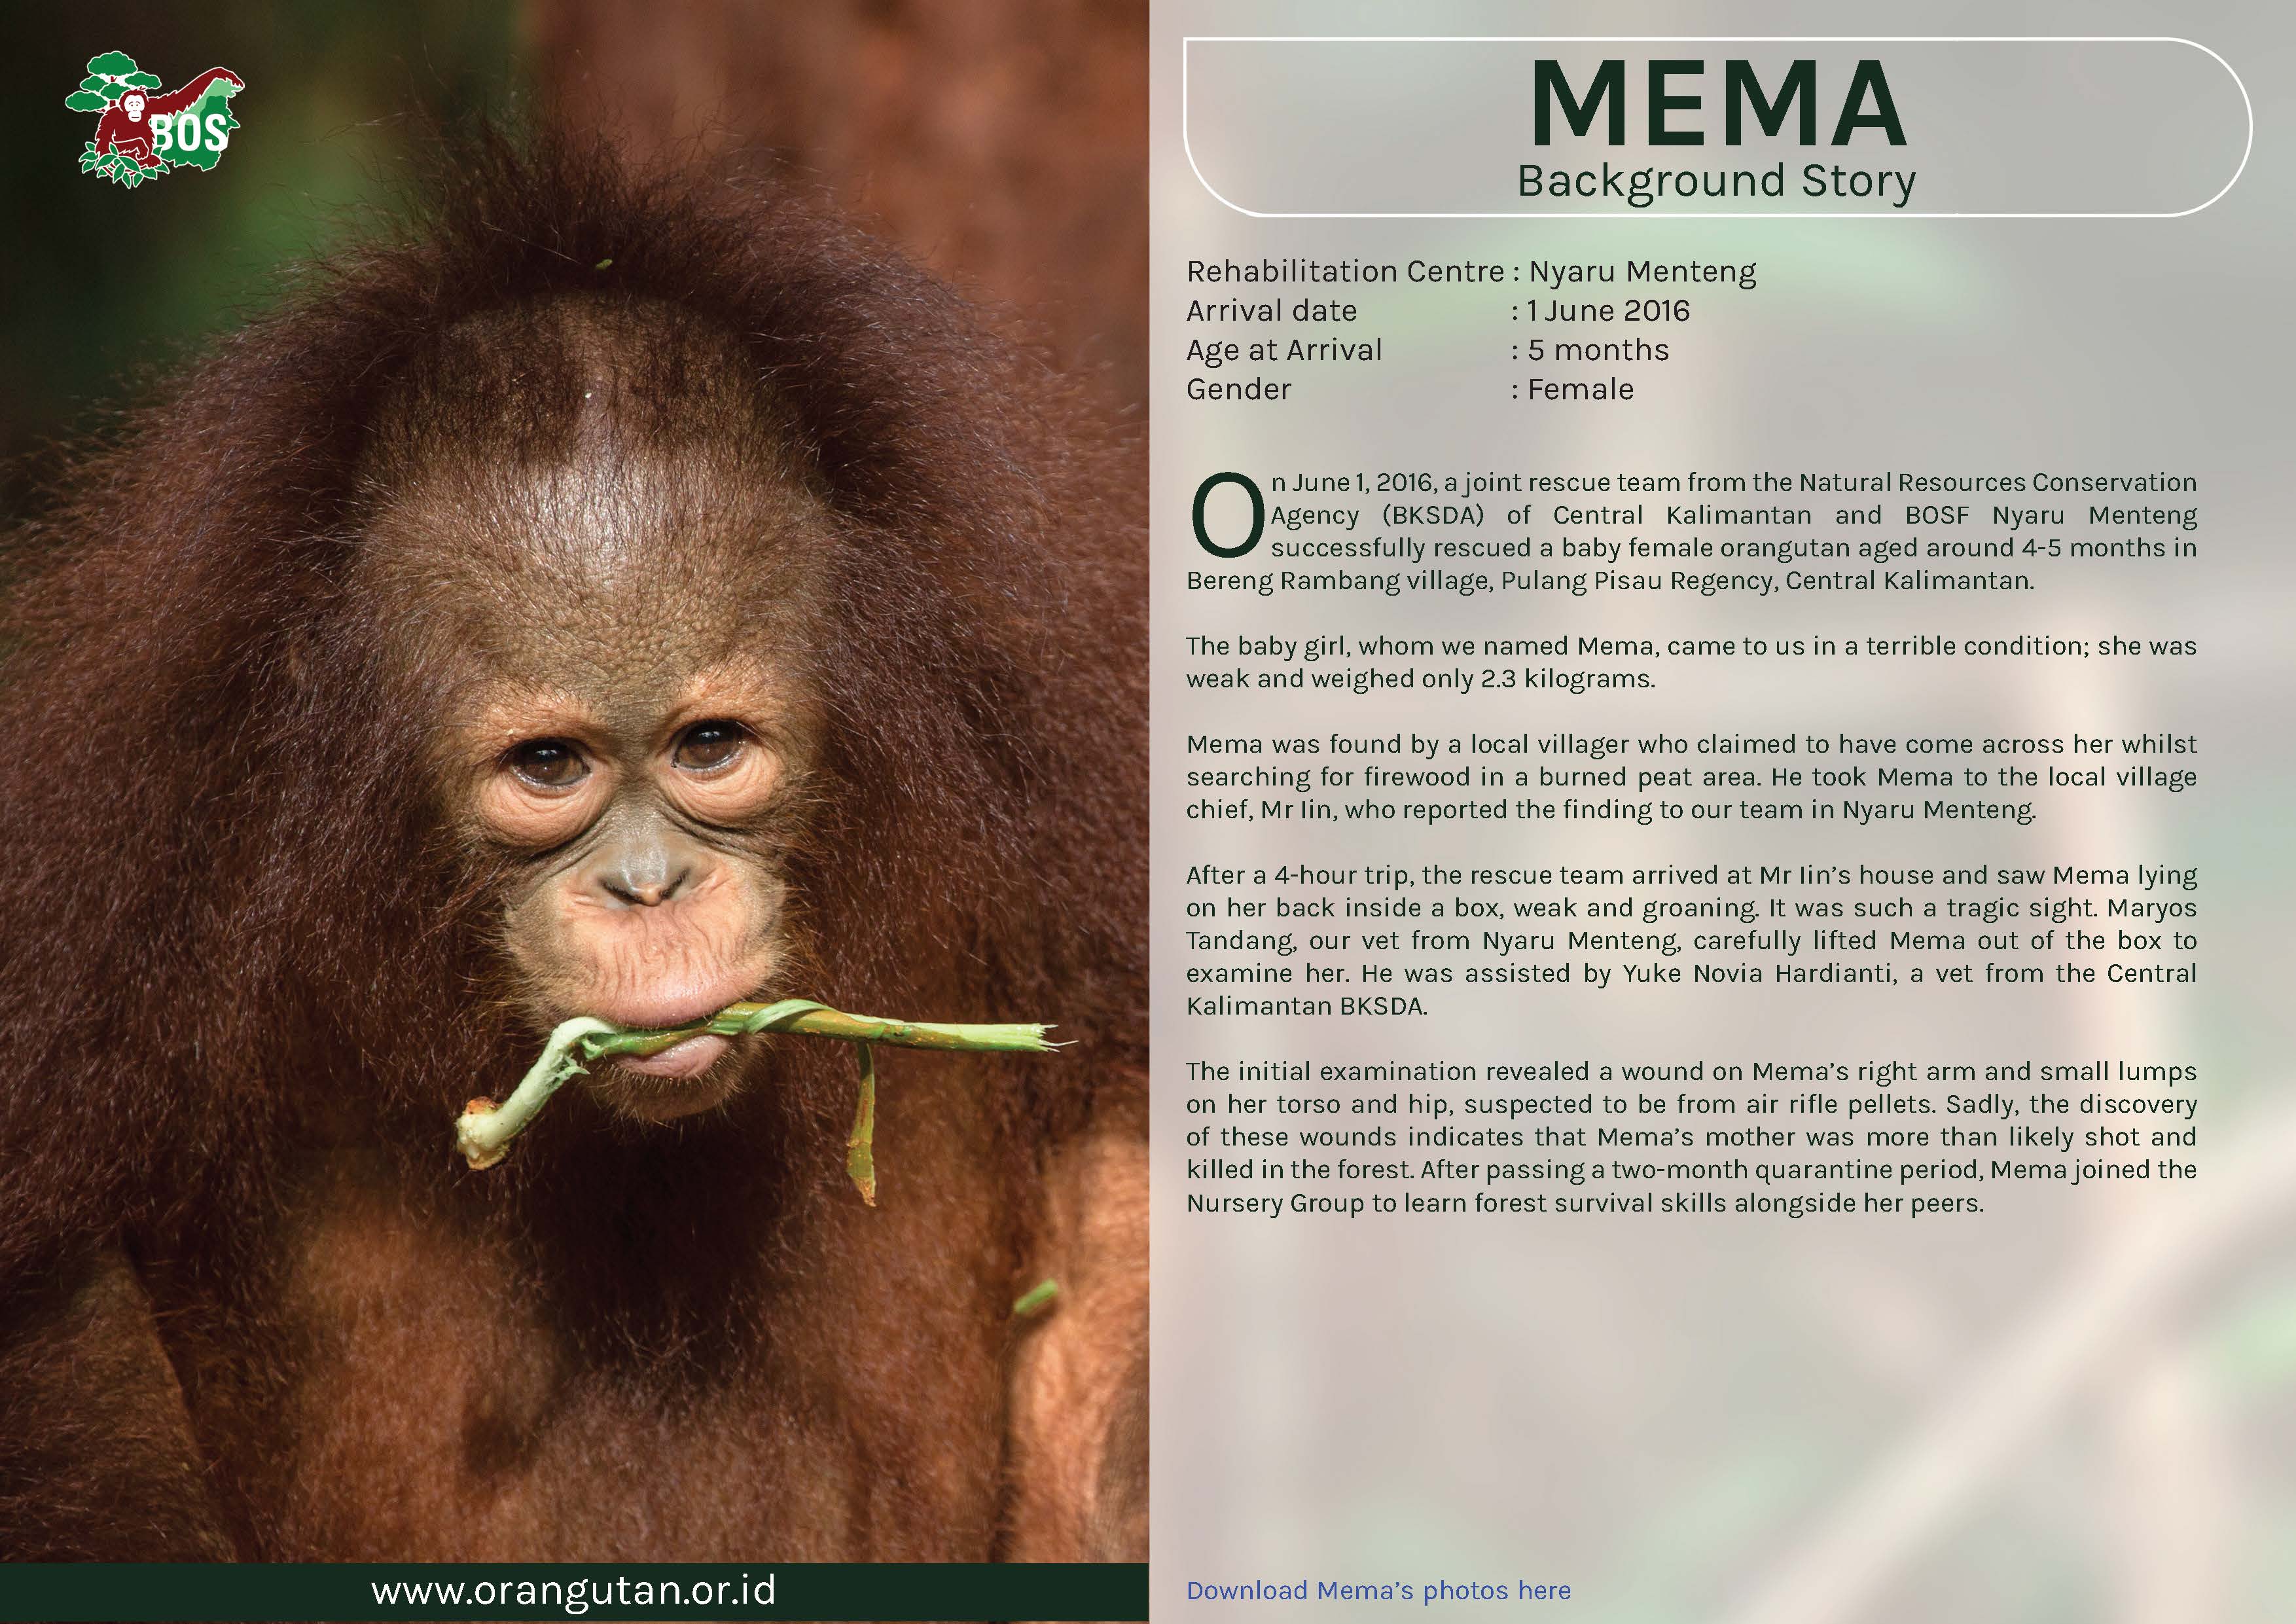 BOS
MEMA
Background Story
Rehabilitation Centre : Nyaru Menteng
Arrival date : 1 June 2016
Age at Arrival : 5 months
Gender : Female
On June 1, 2016, a joint rescue team from the Natural Resources Conservation
Agency (BKSDA) of Central Kalimantan and BOSF Nyaru Menteng
successfully rescued a baby female orangutan aged around 4-5 months in
Bereng Rambang village, Pulang Pisau Regency, Central Kalimantan.
The baby girl, whom we named Mema, came to us in a terrible condition; she was
weak and weighed only 2.3 kilograms.
Mema was found by a local villager who claimed to have come across her whilst
searching for firewood in a burned peat area. He took Mema to the local village
chief, Mr Iin, who reported the finding to our team in Nyaru Menteng.
After a 4-hour trip, the rescue team arrived at Mr Iin’s house and saw Mema lying
on her back inside a box, weak and groaning. It was such a tragic sight. Maryos
Tandang, our vet from Nyaru Menteng, carefully lifted Mema out of the box to
examine her. He was assisted by Yuke Novia Hardianti, a vet from the Central
Kalimantan BKSDA.
The initial examination revealed a wound on Mema’s right arm and small lumps
on her torso and hip, suspected to be from air rifle pellets. Sadly, the discovery
of these wounds indicates that Mema’s mother was more than likely shot and
killed in the forest. After passing a two-month quarantine period, Mema joined the
Nursery Group to learn forest survival skills alongside her peers.
www.orangutan.or.id
Download Mema’s photos here